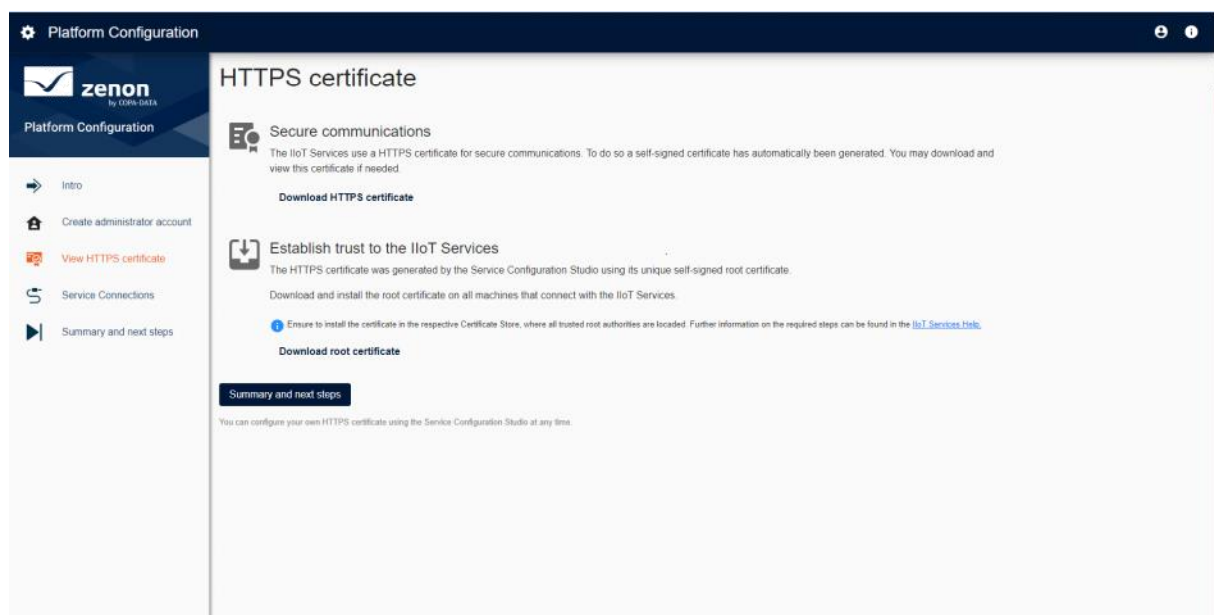 Platform Configuration
zenon
by COPA-DATA
Platform Configuration
Intro
Create administrator account
View HTTPS certificate
Service Connections
Summary and next steps
HTTPS certificate
Secure communications
The IIoT Services use a HTTPS certificate for secure communications. To do so a self-signed certificate has automatically been generated. You may download and
view this certificate if needed.
Download HTTPS certificate
Establish trust to the IIoT Services
The HTTPS certificate was generated by the Service Configuration Studio using its unique self-signed root certificate.
Download and install the root certificate on all machines that connect with the IIoT Services.
Ensure to install the certificate in the respective Certificate Store, where all trusted root authorities are locaded. Further information on the required steps can be found in the IIoT Services Help.
Download root certificate
Summary and next steps
You can configure your own HTTPS certificate using the Service Configuration Studio at any time.